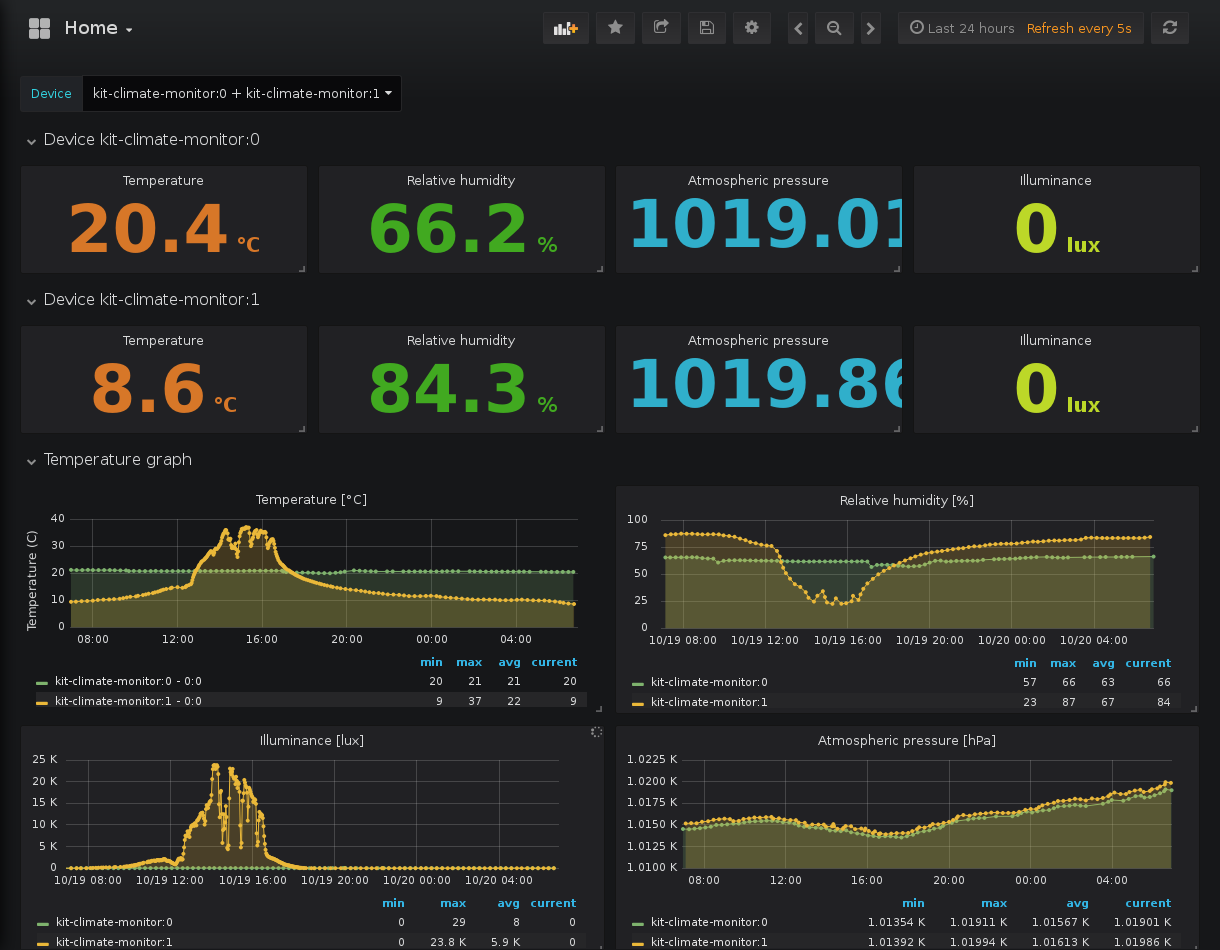 Home
Last 24 hours Refresh every 5s
Device kit-climate-monitor:0 + kit-climate-monitor:1
Device kit-climate-monitor:0
Temperature Relative humidity Atmospheric pressure Illuminance
20.4 °C 66.2 % 1019.01 0 lux
Device kit-climate-monitor:1
Temperature Relative humidity Atmospheric pressure Illuminance
8.6 °C 84.3 % 1019.86 0 lux
Temperature graph
Temperature [°C]
Temperature (C)
40
30
20
10
0
08:00 12:00 16:00 20:00 00:00 04:00
min max avg current
kit-climate-monitor:0 - 0:0 20 21 21 20
kit-climate-monitor:1 - 0:0 9 37 22 9
Relative humidity [%]
100
75
50
25
0
10/19 08:00 10/19 12:00 10/19 16:00 10/19 20:00 10/20 00:00 10/20 04:00
min max avg current
kit-climate-monitor:0 57 66 63 66
kit-climate-monitor:1 23 87 67 84
Illuminance [lux]
25 K
20 K
15 K
10 K
5 K
0
10/19 08:00 10/19 12:00 10/19 16:00 10/19 20:00 10/20 00:00 10/20 04:00
min max avg current
kit-climate-monitor:0 0 29 8 0
kit-climate-monitor:1 0 23.8 K 5.9 K 0
Atmospheric pressure [hPa]
1.0225 K
1.0200 K
1.0175 K
1.0150 K
1.0125 K
1.0100 K
08:00 12:00 16:00 20:00 00:00 04:00
min max avg current
kit-climate-monitor:0 1.01354 K 1.01911 K 1.01567 K 1.01901 K
kit-climate-monitor:1 1.01392 K 1.01994 K 1.01613 K 1.01986 K